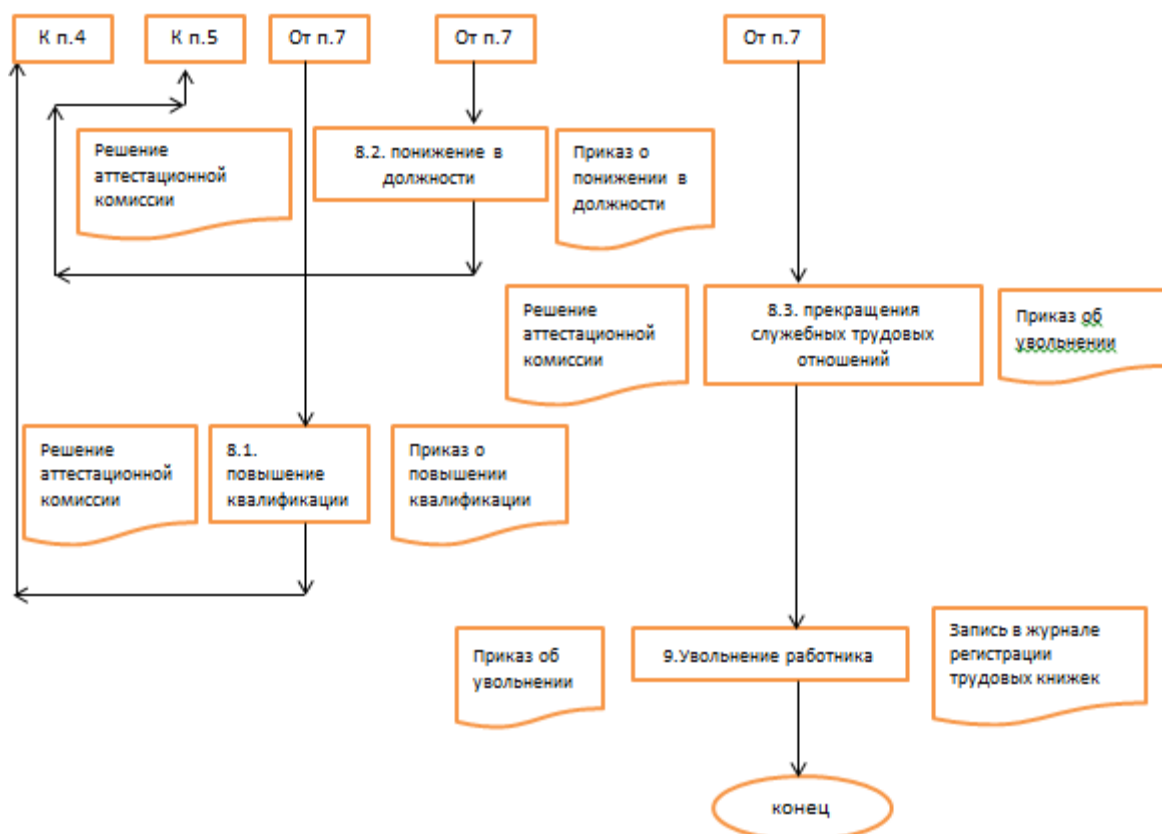 К п.4
К п.5
От п.7
От п.7
От п.7
Решение
аттестационной
комиссии
8.2. понижение в
должности
Приказ о
понижении в
должности
Решение
аттестационной
комиссии
8.3. прекращения
служебных трудовых
отношений
Приказ об
увольнении
Решение
аттестационной
комиссии
8.1.
повышение
квалификации
Приказ о
повышении
квалификации
Приказ об
увольнении
9.Увольнение работника
Запись в журнале
регистрации
трудовых книжек
конец